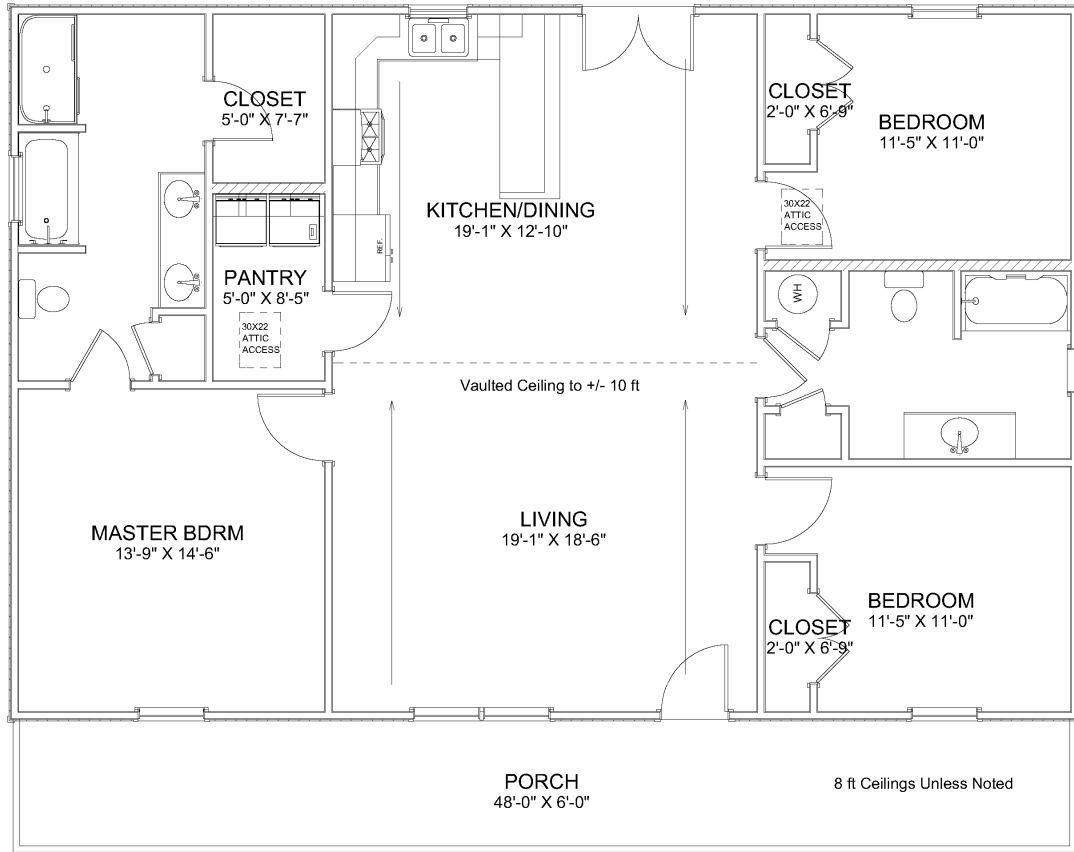 CLOSET
5'-0" X 7'-7"
CLOSET
2'-0" X 6'-9"
BEDROOM
11'-5" X 11'-0"
KITCHEN/DINING
19'-1" X 12'-10"
30X22
ATTIC
ACCESS
REF.
PANTRY
5'-0" X 8'-5"
WH
30X22
ATTIC
ACCESS
Vaulted Ceiling to +/- 10 ft
MASTER BDRM
13'-9" X 14'-6"
LIVING
19'-1" X 18'-6"
BEDROOM
11'-5" X 11'-0"
CLOSET
2'-0" X 6'-9"
PORCH
48'-0" X 6'-0"
8 ft Ceilings Unless Noted